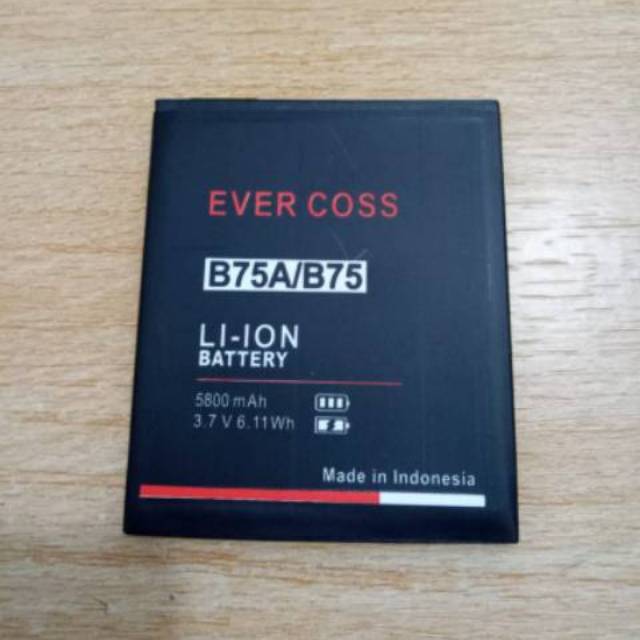 EVER COSS
B75A/B75
LI-ION
BATTERY
5800 mAh
3.7 V 6.11Wh
Made in Indonesia